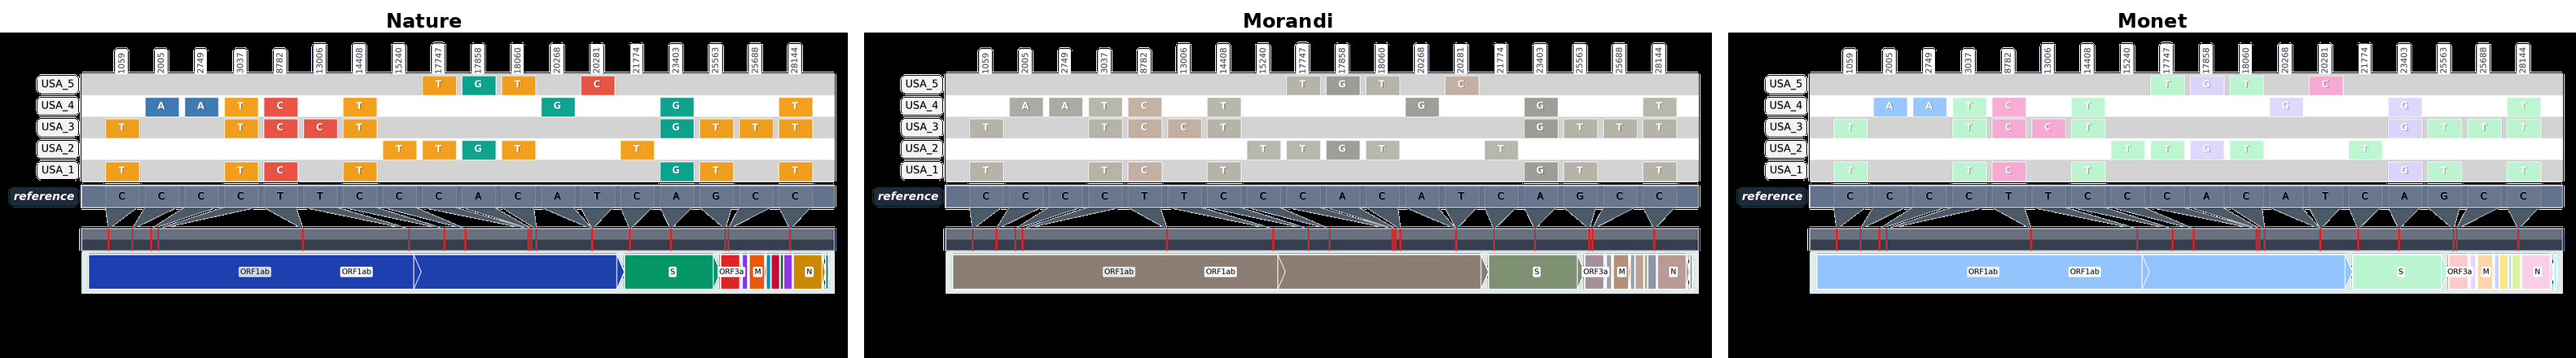 Nature
1059 2005 2749 3037 8782 13006 14408 15240 17747 17858 18060 20268 20281 21774 23403 25563 25688 28144
USA_5 T G T C
USA_4 A A T C T G G T
USA_3 T T C C T G T T T
USA_2 T T G T T
USA_1 T T C T G T T
reference C C C C T T C C C A C A T C A G C C
ORF1ab ORF1ab S ORF3a M N
Morandi
1059 2005 2749 3037 8782 13006 14408 15240 17747 17858 18060 20268 20281 21774 23403 25563 25688 28144
USA_5 T G T C
USA_4 A A T C T G G T
USA_3 T T C C T G T T T
USA_2 T T G T T
USA_1 T T C T G T T
reference C C C C T T C C C A C A T C A G C C
ORF1ab ORF1ab S ORF3a M N
Monet
1059 2005 2749 3037 8782 13006 14408 15240 17747 17858 18060 20268 20281 21774 23403 25563 25688 28144
USA_5 T G T C
USA_4 A A T C T G G T
USA_3 T T C C T G T T T
USA_2 T T G T T
USA_1 T T C T G T T
reference C C C C T T C C C A C A T C A G C C
ORF1ab ORF1ab S ORF3a M N